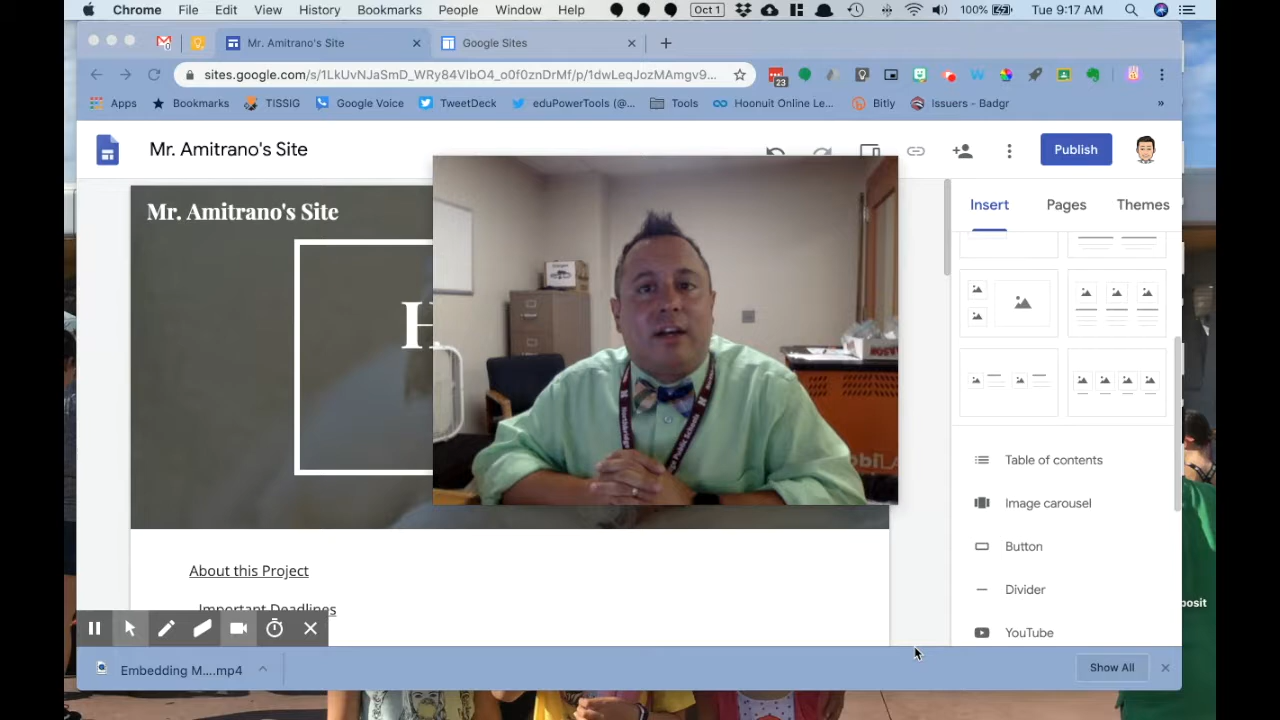 Chrome File Edit View History Bookmarks People Window Help Oct 1 100% Tue 9:17 AM
Mr. Amitrano's Site
Google Sites
sites.google.com/s/1LkUvNJaSmD_WRy84VIbO4_o0f0znDrMf/p/1dwLeqJozMAmgv9...
23
Apps Bookmarks TISSIG Google Voice TweetDeck eduPowerTools (@... Tools Hoonuit Online Le... Bitly Issuers - Badgr »
Mr. Amitrano's Site
Publish
Insert Pages Themes
Mr. Amitrano's Site
H
Table of contents
Image carousel
Button
Divider
YouTube
About this Project
Important Deadlines
posit
Embedding M....mp4
Show All